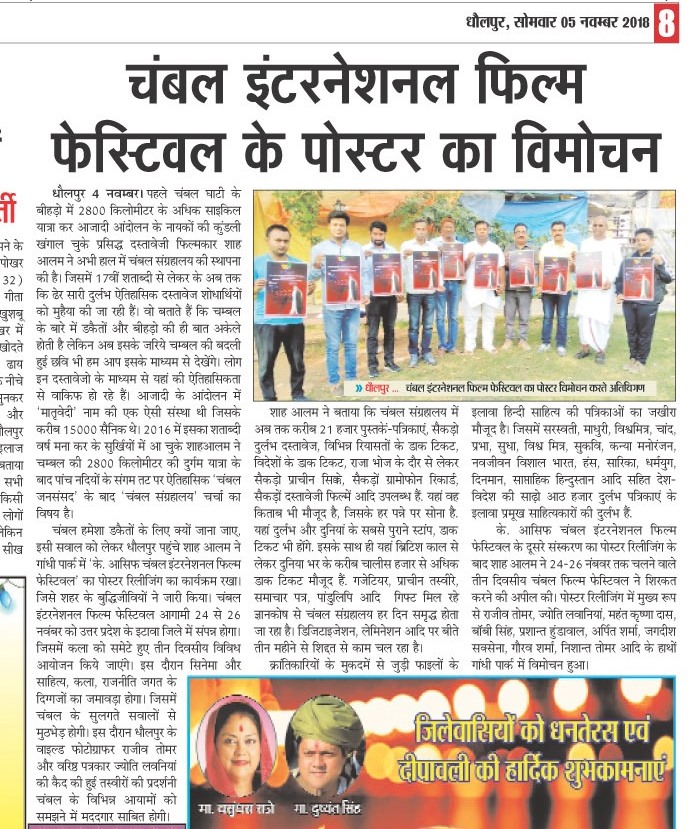 धौलपुर, सोमवार 05 नवम्बर 2018 8
चंबल इंटरनेशनल फिल्म
फेस्टिवल के पोस्टर का विमोचन
धौलपुर 4 नवम्बर। पहले चंबल घाटी के
बीहड़ो में 2800 किलोमीटर के अधिक साइकिल
यात्रा कर आजादी आंदोलन के नायकों की कुंडली
खंगाल चुके प्रसिद्ध दस्तावेजी फिल्मकार शाह
आलम ने अभी हाल में चंबल संग्रहालय की स्थापना
की है। जिसमें 17वीं शताब्दी से लेकर के अब तक
कि ढेर सारी दुर्लभ ऐतिहासिक दस्तावेज शोधार्थियों
को मुहैया की जा रही हैं। वो बताते हैं कि चम्बल
के बारे में डकैतों और बीहड़ो की ही बात अकेले
होती है लेकिन अब इसके जरिये चम्बल की बदली
हुई छवि भी हम आप इसके माध्यम से देखेंगे। लोग
इन दस्तावेजो के माध्यम से यहां की ऐतिहासिकता
से वाकिफ हो रहे हैं। आजादी के आंदोलन में
'मातृवेदी' नाम की एक ऐसी संस्था थी जिसके
करीब 15000 सैनिक थे। 2016 में इसका शताब्दी
वर्ष मना कर के सुर्खियों में आ चुके शाहआलम ने
चम्बल की 2800 किलोमीटर की दुर्गम यात्रा के
बाद पांच नदियों के संगम तट पर ऐतिहासिक 'चंबल
जनसंसद' के बाद 'चंबल संग्रहालय' चर्चा का
विषय है।
चंबल हमेशा डकैतों के लिए क्यों जाना जाए,
इसी सवाल को लेकर धौलपुर पहुंचे शाह आलम ने
गांधी पार्क में 'के. आसिफ चंबल इंटरनेशनल फिल्म
फेस्टिवल' का पोस्टर रिलीजिंग का कार्यकम रखा।
जिसे शहर के बुद्धिजीवियों ने जारी किया। चंबल
इंटरनेशनल फिल्म फेस्टिवल आगामी 24 से 26
नवंबर को उत्तर प्रदेश के इटावा जिले में संपन्न होगा।
जिसमें कला को समेटे हुए तीन दिवसीय विविध
आयोजन किये जाएंगे। इस दौरान सिनेमा और
साहित्य, कला, राजनीति जगत के
दिग्गजों का जमावड़ा होगा। जिसमें
चंबल के सुलगते सवालों से
मुठभेड़ होगी। इस दौरान धौलपुर के
वाइल्ड फोटोग्राफर राजीव तोमर
और वरिष्ठ पत्रकार ज्योति लवनियां
की कैद की हुई तस्वीरों की प्रदर्शनी
चंबल के विभिन्न आयामों को
समझने में मददगार साबित होगी।
» धौलपुर ... चंबल इंटरनेशनल फिल्म फेस्टिवल का पोस्टर विमोचन करते अतिथिगण
शाह आलम ने बताया कि चंबल संग्रहालय में
अब तक करीब 21 हजार पुस्तकें-पत्रिकाएं, सैकड़ो
दुर्लभ दस्तावेज, विभिन्न रियासतों के डाक टिकट,
विदेशों के डाक टिकट, राजा भोज के दौर से लेकर
सैकड़ो प्राचीन सिक्के, सैकड़ों ग्रामोफोन रिकार्ड,
सैकड़ों दस्तावेजी फिल्में आदि उपलब्ध हैं. यहां वह
किताब भी मौजूद है, जिसके हर पन्ने पर सोना है.
यहां दुर्लभ और दुनियां के सबसे पुराने स्टांप, डाक
टिकट भी होंगे. इसके साथ ही यहां ब्रिटिश काल से
लेकर दुनिया भर के करीब चालीस हजार से अधिक
डाक टिकट मौजूद हैं. गजेटियर, प्राचीन तस्वीरे,
समाचार पत्र, पांडुलिपि आदि गिफ्ट मिल रहे
ज्ञानकोष से चंबल संग्रहालय हर दिन समृद्ध होता
जा रहा है। डिजिटाइजेशन, लेमिनेशन आदि पर बीते
तीन महीने से शिद्दत से काम चल रहा है।
क्रांतिकारियों के मुकदमें से जुड़ी फाइलों के
इलावा हिन्दी साहित्य की पत्रिकाओं का जखीरा
मौजूद है। जिसमें सरस्वती, माधुरी, विश्वमित्र, चांद,
प्रभा, सुधा, विश्व मित्र, सुकवि, कन्या मनोरंजन,
नवजीवन विशाल भारत, हंस, सारिका, धर्मयुग,
दिनमान, साप्ताहिक हिन्दुस्तान आदि सहित देश-
विदेश की साढ़ो आठ हजार दुर्लभ पत्रिकाएं के
इलावा प्रमुख साहित्यकारों की दुर्लभ हैं.
के. आसिफ चंबल इंटरनेशनल फिल्म
फेस्टेवल के दूसरे संस्करण का पोस्टर रिलीजिंग के
बाद शाह आलम ने 24-26 नंबवर तक चलने वाले
तीन दिवसीय चंबल फिल्म फेस्टेवल ने शिरकत
करने की अपील की। पोस्टर रिलीजिंग में मुख्य रूप
से राजीव तोमर, ज्योति लवानियां, महंत कृष्णा दास,
बॉबी सिंह, प्रशान्त हुंडावाल, अर्पित शर्मा, जगदीश
सक्सेना, गौरव शर्मा, निशान्त तोमर आदि के हाथों
गांधी पार्क में विमोचन हुआ।
जिलेवासियों को धनतेरस एवं
दीपावली की हार्दिक शुभकामनाएं
मा. वसुंधरा राजे मा. दुष्यंत सिंह
र्ती
पोखर
32)
गीता
खुशबू
खोदते
ढाय
नीचे
और
इलाज
बताया
सभी
किसी
लोगों
सीख